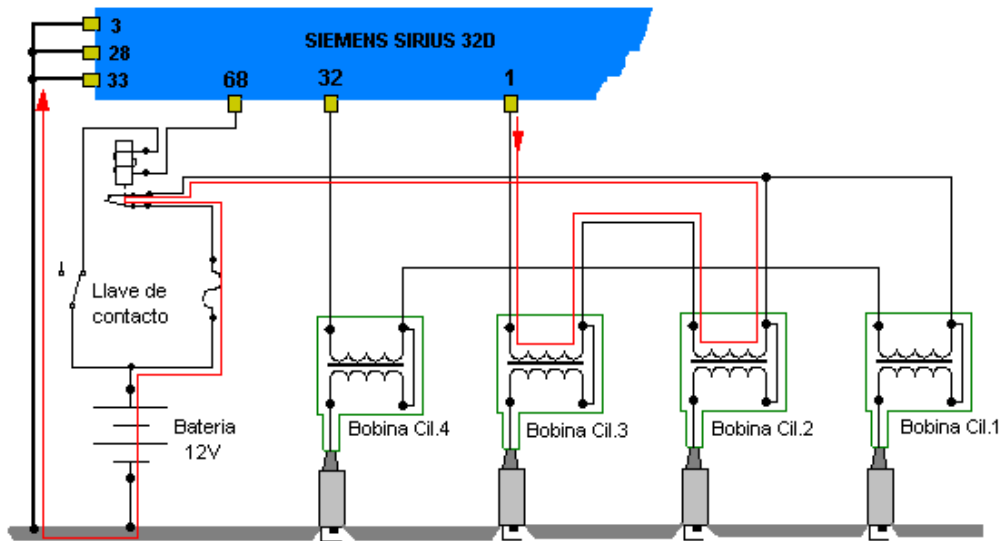 3
SIEMENS SIRIUS 32D
28
33
68
32
1
Llave de
contacto
Bateria
12V
Bobina Cil.4
Bobina Cil.3
Bobina Cil.2
Bobina Cil.1